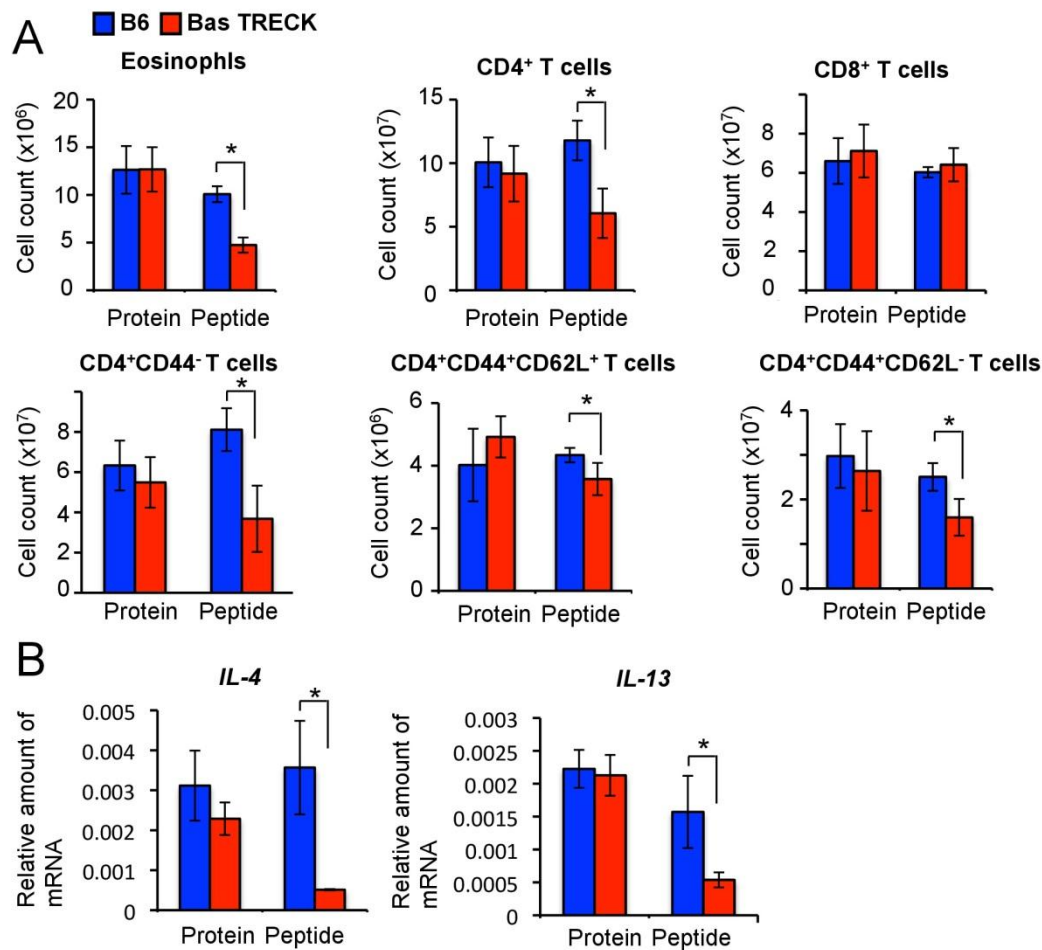 A
B6 Bas TRECK
Eosinophls
Cell count (x10⁶)
20
15
10
5
0
*
Protein Peptide
CD4⁺ T cells
Cell count (x10⁷)
15
10
5
0
*
Protein Peptide
CD8⁺ T cells
Cell count (x10⁷)
8
6
4
2
0
Protein Peptide
CD4⁺CD44⁻ T cells
Cell count (x10⁷)
8
6
4
2
0
*
Protein Peptide
CD4⁺CD44⁺CD62L⁺ T cells
Cell count (x10⁶)
6
4
2
0
*
Protein Peptide
CD4⁺CD44⁺CD62L⁻ T cells
Cell count (x10⁷)
4
2
0
*
Protein Peptide
B
IL-4
Relative amount of
mRNA
0.005
0.004
0.003
0.002
0.001
0
*
Protein Peptide
IL-13
Relative amount of
mRNA
0.003
0.0025
0.002
0.0015
0.001
0.0005
0
*
Protein Peptide